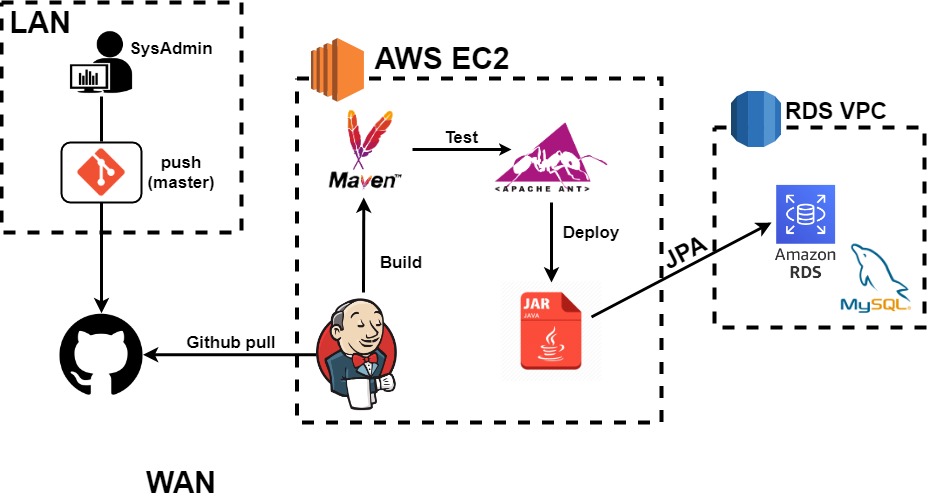 LAN
SysAdmin
push
(master)
AWS EC2
Maven™
Test
<APACHE ANT>
Build
Deploy
JAR
JAVA
Github pull
JPA
RDS VPC
Amazon
RDS
MySQL®
WAN